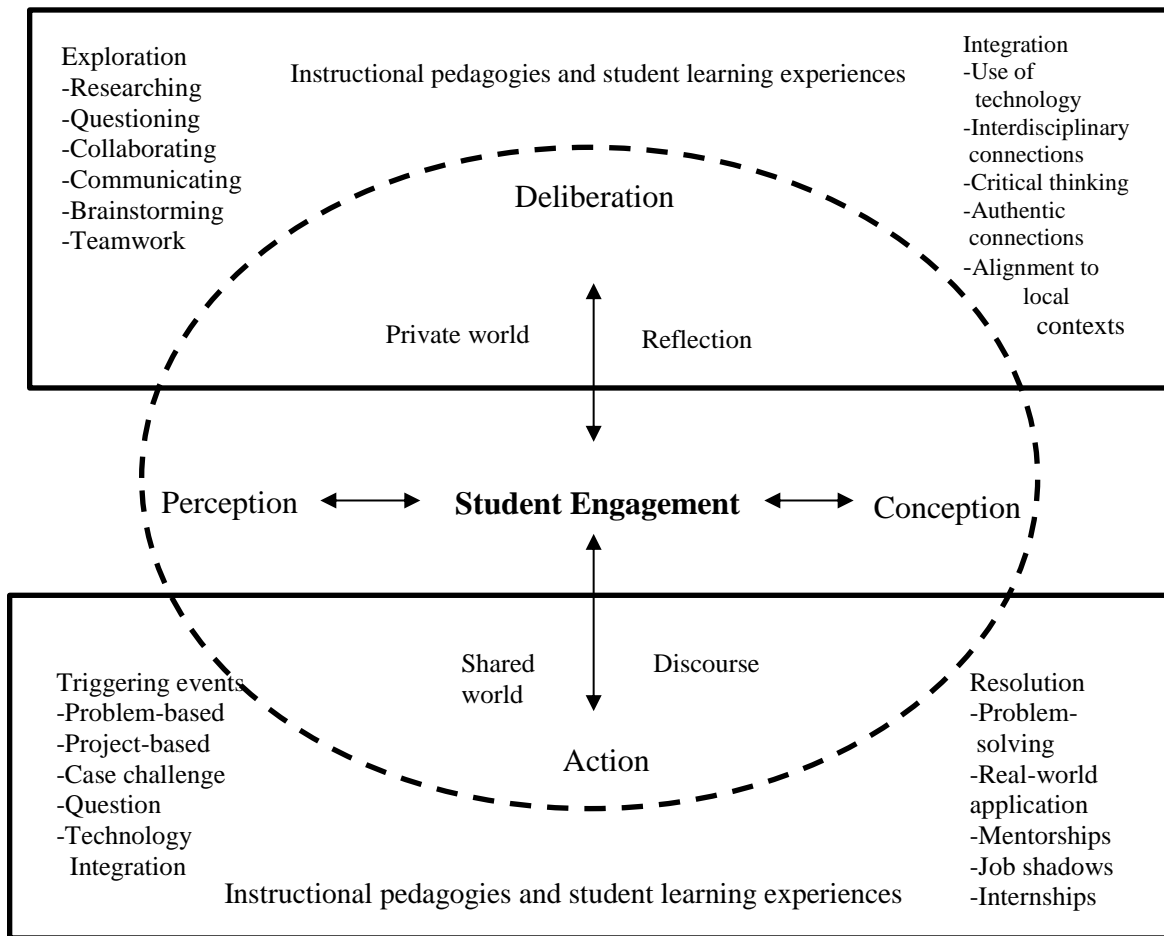 Exploration
-Researching
-Questioning
-Collaborating
-Communicating
-Brainstorming
-Teamwork
Instructional pedagogies and student learning experiences
Integration
-Use of
technology
-Interdisciplinary
connections
-Critical thinking
-Authentic
connections
-Alignment to
local
contexts
Deliberation
Private world
Reflection
Perception
Student Engagement
Conception
Shared
world
Discourse
Action
Triggering events
-Problem-based
-Project-based
-Case challenge
-Question
-Technology
Integration
Resolution
-Problem-
solving
-Real-world
application
-Mentorships
-Job shadows
-Internships
Instructional pedagogies and student learning experiences